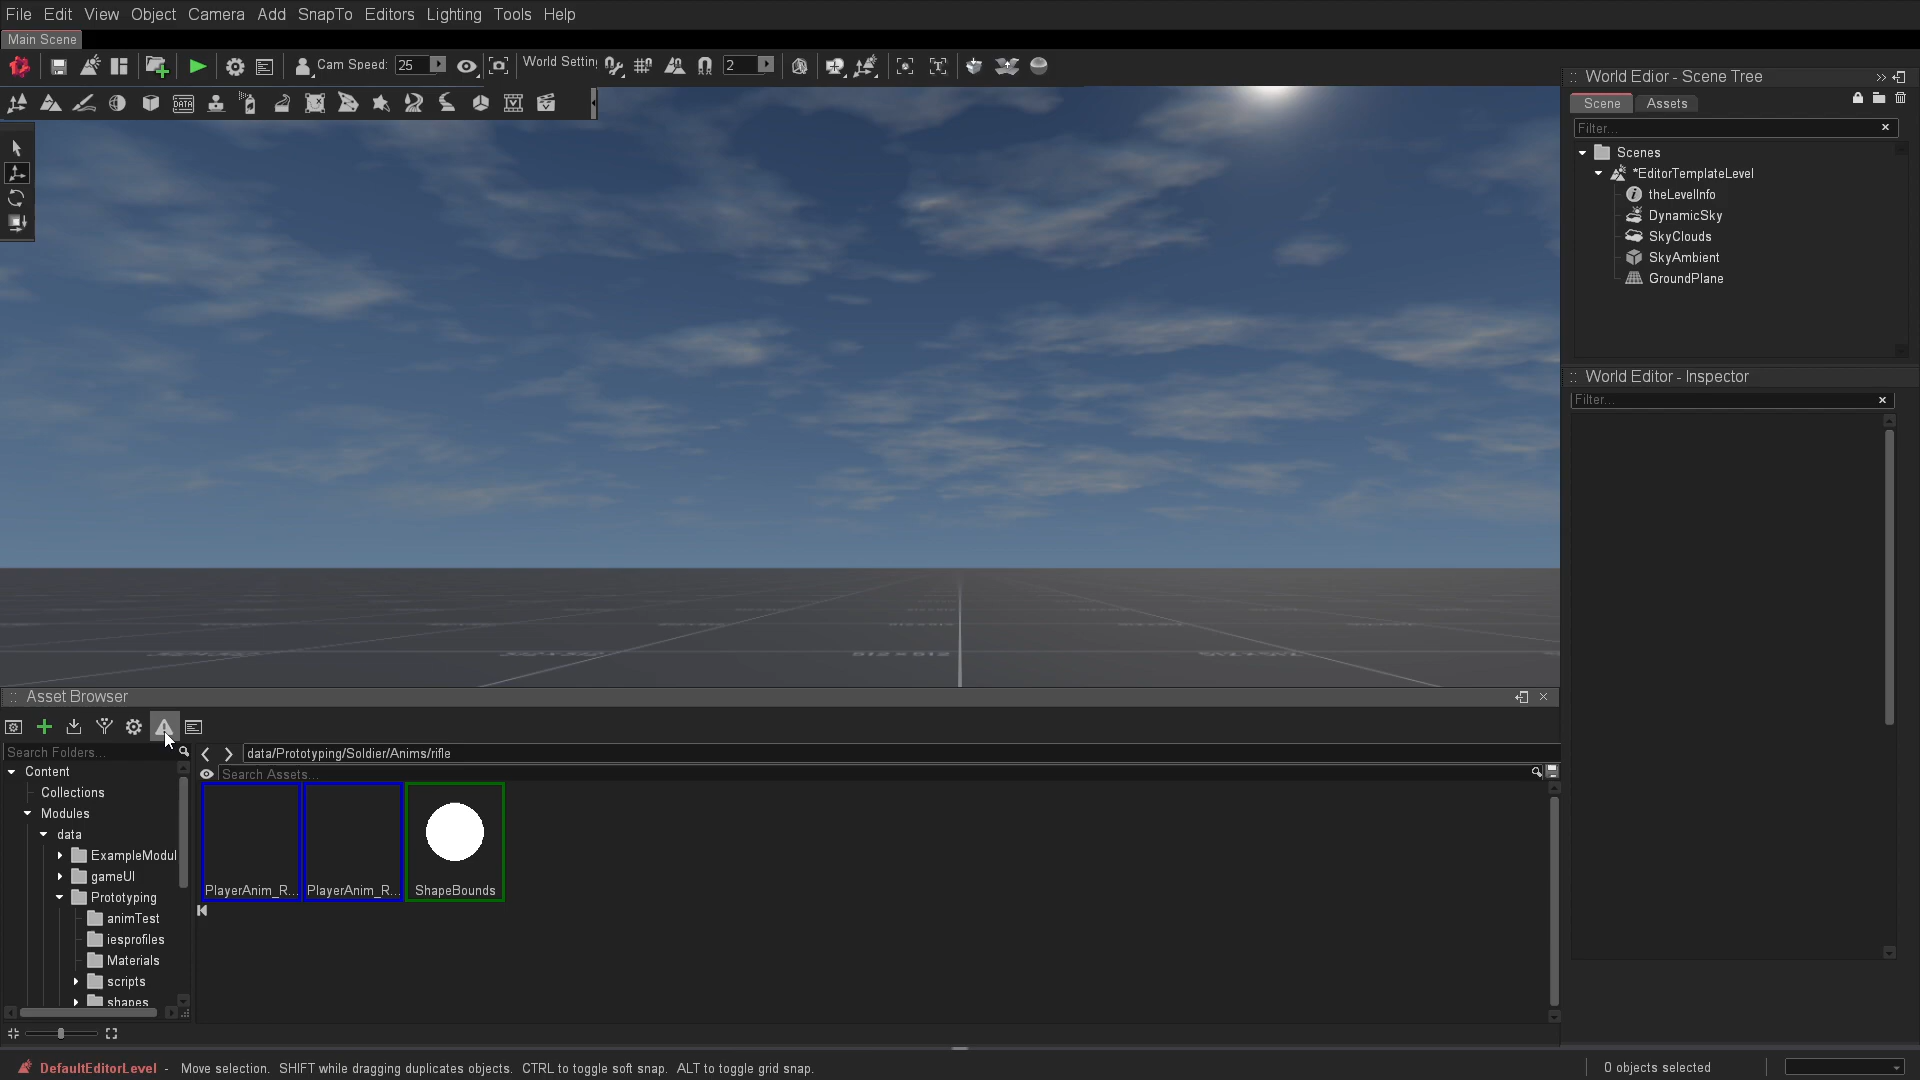 File Edit View Object Camera Add SnapTo Editors Lighting Tools Help
Main Scene
Cam Speed: 25 World Settin 2
DATA
World Edior - Scene Tree
Scene Assets
Filter...
Scenes
*EditorTemplateLevel
theLevelInfo
DynamicSky
SkyClouds
SkyAmbient
GroundPlane
World Editor - Inspector
Filter...
Asset Browser
Search Folders...
data/Prototyping/Soldier/Anims/rifle
Search Assets...
Content
Collections
Modules
data
ExampleModul
gameUI
Prototyping
animTest
iesprofiles
Materials
scripts
shapes
PlayerAnim_R...
PlayerAnim_R...
ShapeBounds
DefaultEditorLevel - Move selection. SHIFT while dragging duplicates objects. CTRL to toggle soft snap. ALT to toggle grid snap.
0 objects selected